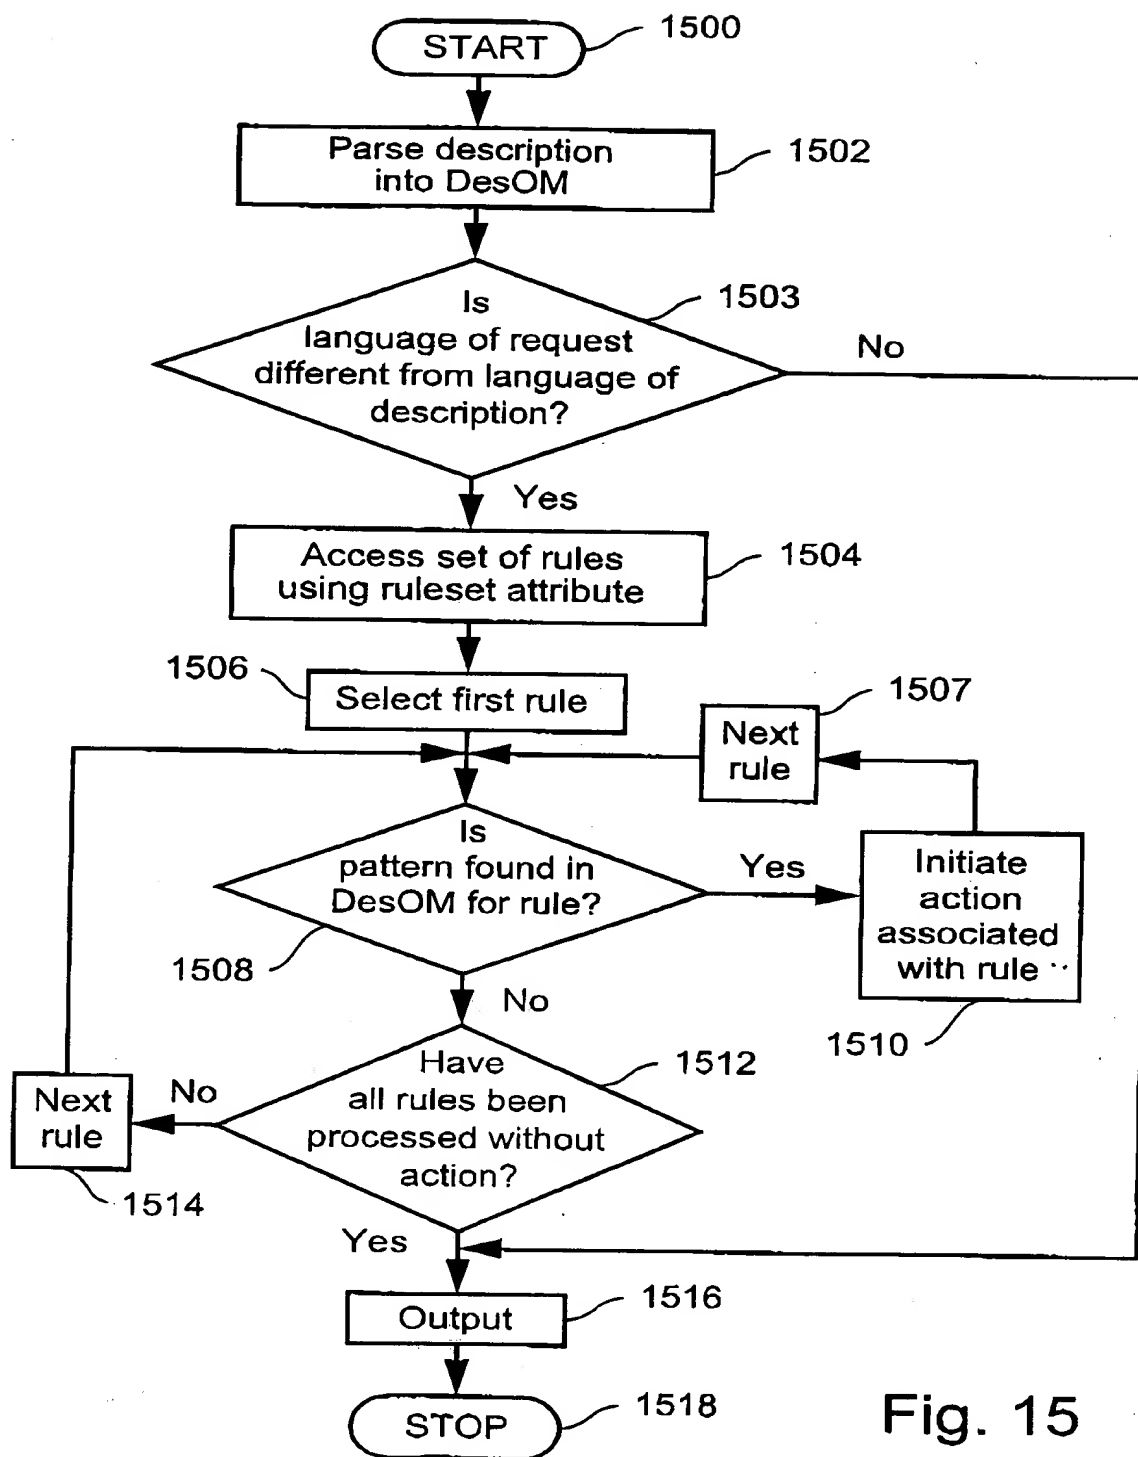 START
1500
Parse description
into DesOM
1502
Is
language of request
different from language of
description?
1503
No
Yes
Access set of rules
using ruleset attribute
1504
1506
Select first rule
1507
Next
rule
Is
pattern found in
DesOM for rule?
Yes
1508
Initiate
action
associated
with rule
1510
No
Have
all rules been
processed without
action?
1512
No
Next
rule
1514
Yes
Output
1516
STOP
1518
Fig. 15